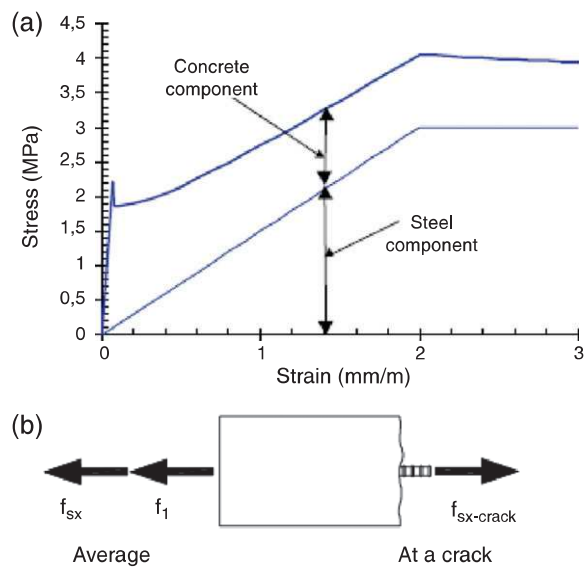 (a)
4,5
4
3,5
3
2,5
2
1,5
1
0,5
0
Stress (MPa)
Concrete
component
Steel
component
0
1
2
3
Strain (mm/m)
(b)
fsx
f1
fsx-crack
Average
At a crack